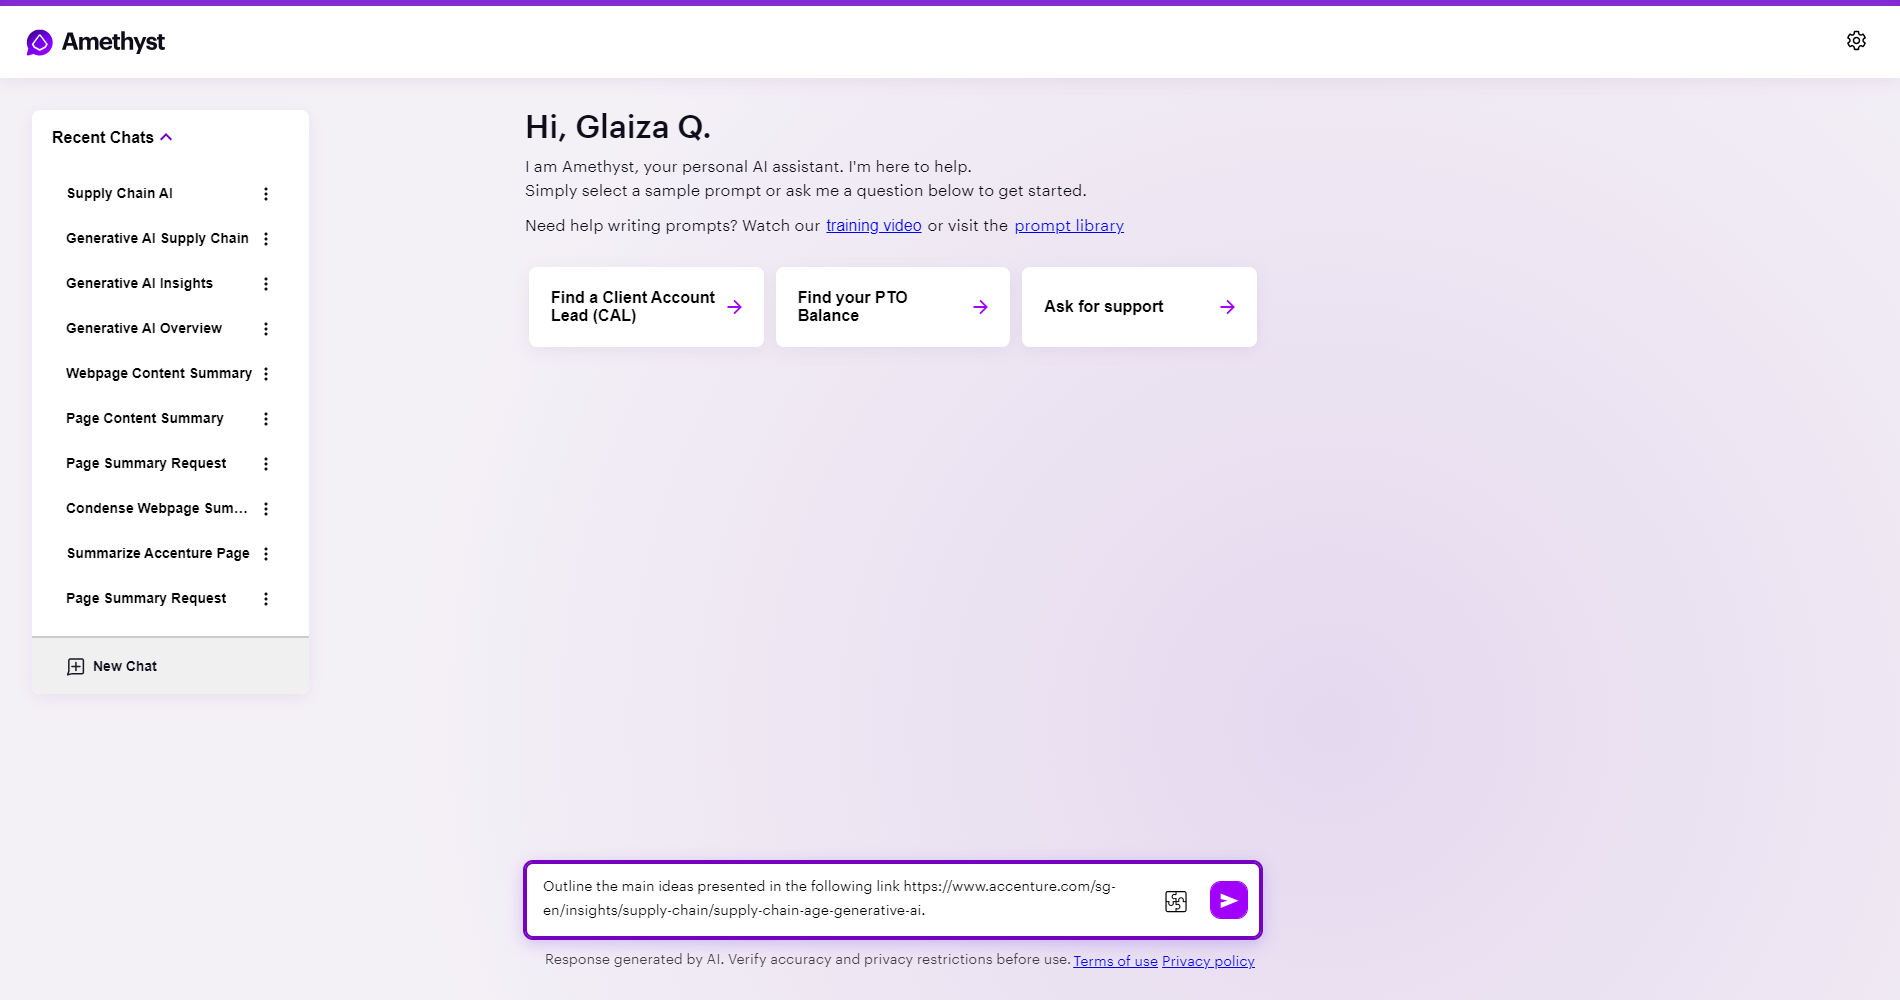 Amethyst
Recent Chats
Supply Chain AI
Generative AI Supply Chain
Generative AI Insights
Generative AI Overview
Webpage Content Summary
Page Content Summary
Page Summary Request
Condense Webpage Sum...
Summarize Accenture Page
Page Summary Request
New Chat
Hi, Glaiza Q.
I am Amethyst, your personal AI assistant. I'm here to help.
Simply select a sample prompt or ask me a question below to get started.
Need help writing prompts? Watch our training video or visit the prompt library
Find a Client Account
Lead (CAL)
Find your PTO
Balance
Ask for support
Outline the main ideas presented in the following link https://www.accenture.com/sg-
en/insights/supply-chain/supply-chain-age-generative-ai.
Response generated by AI. Verify accuracy and privacy restrictions before use. Terms of use Privacy policy